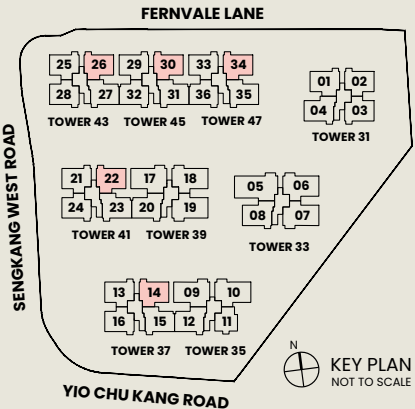 FERNVALE LANE
25 26 29 30 33 34
28 27 32 31 36 35
TOWER 43 TOWER 45 TOWER 47
01 02
04 03
TOWER 31
SENGKANG WEST ROAD
21 22 17 18
24 23 20 19
TOWER 41 TOWER 39
05 06
08 07
TOWER 33
13 14 09 10
16 15 12 11
TOWER 37 TOWER 35
N
KEY PLAN
NOT TO SCALE
YIO CHU KANG ROAD